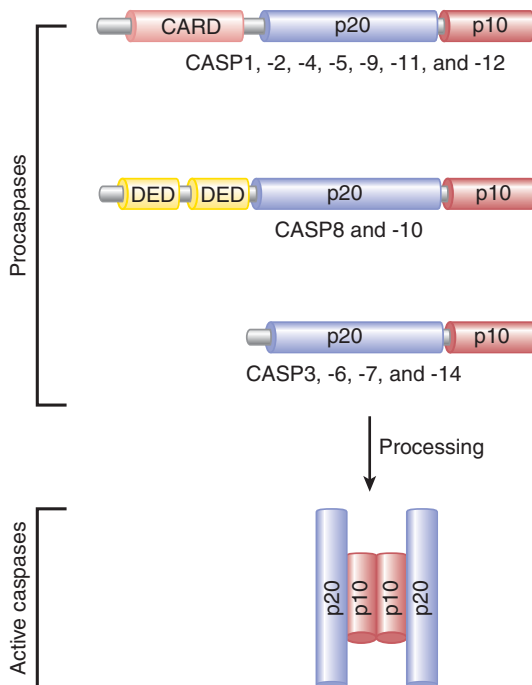 Procaspases
CARD p20 p10
CASP1, -2, -4, -5, -9, -11, and -12
DED DED p20 p10
CASP8 and -10
p20 p10
CASP3, -6, -7, and -14
Processing
Active caspases
p20 p10 p10 p20